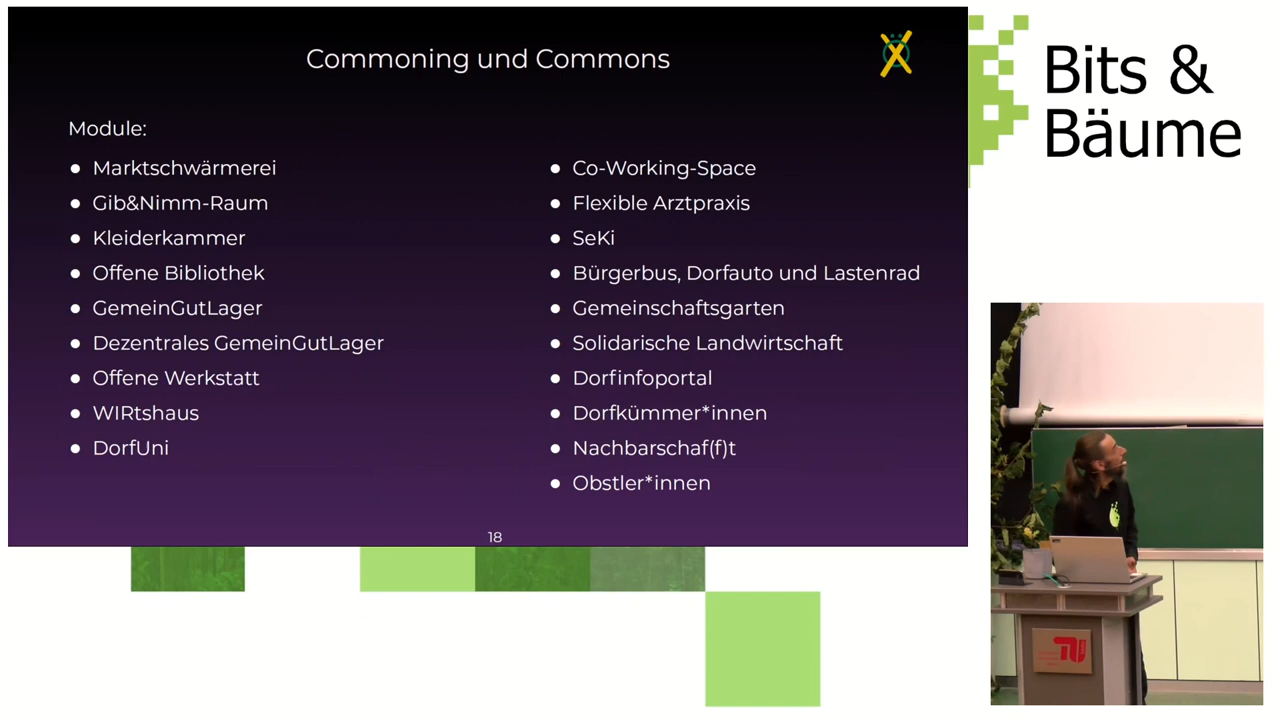 Commoning und Commons
Module:
Marktschwärmerei
Gib&Nimm-Raum
Kleiderkammer
Offene Bibliothek
GemeinGutLager
Dezentrales GemeinGutLager
Offene Werkstatt
WIRtshaus
DorfUni
Co-Working-Space
Flexible Arztpraxis
SeKi
Bürgerbus, Dorfauto und Lastenrad
Gemeinschaftsgarten
Solidarische Landwirtschaft
Dorfinfoportal
Dorfkümmer*innen
Nachbarschaf(f)t
Obstler*innen
18
Bits &
Bäume